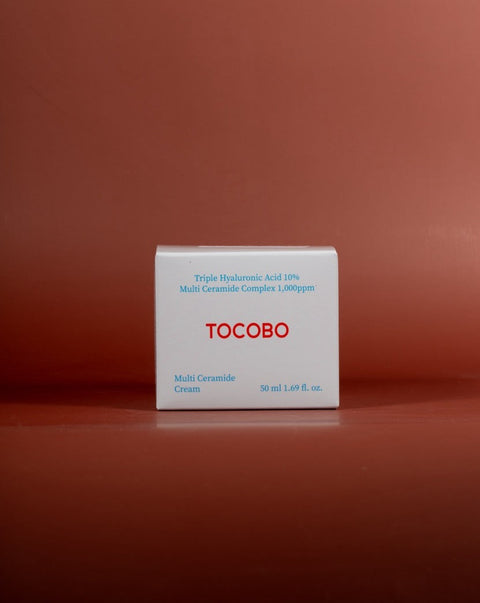 Triple Hyaluronic Acid 10%
Multi Ceramide Complex 1,000ppm
TOCOBO
Multi Ceramide
Cream
50 ml 1.69 fl. oz.